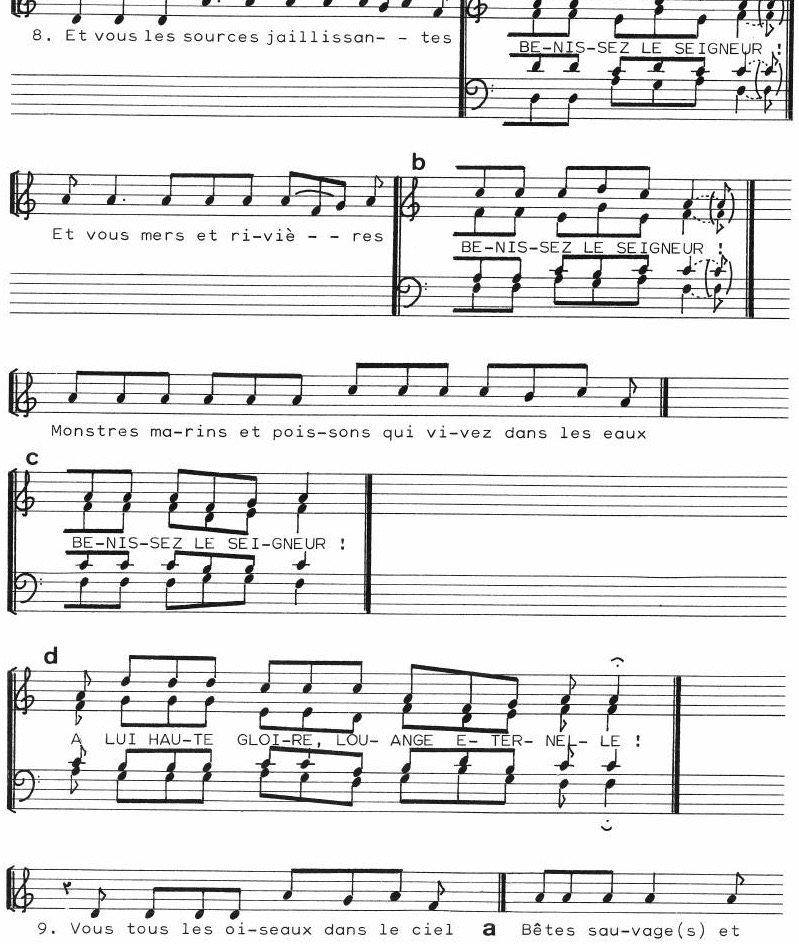 8. Et vous les sources jaillissan- - tes
BE-NIS-SEZ LE SEIGNEUR !
b
Et vous mers et ri-viè - - res
BE-NIS-SEZ LE SEIGNEUR !
Monstres ma-rins et pois-sons qui vi-vez dans les eaux
c
BE-NIS-SEZ LE SEI-GNEUR !
d
A LUI HAU-TE GLOI-RE, LOU- ANGE E- TER- NEL- LE !
9. Vous tous les oi-seaux dans le ciel a Bêtes sau-vage(s) et